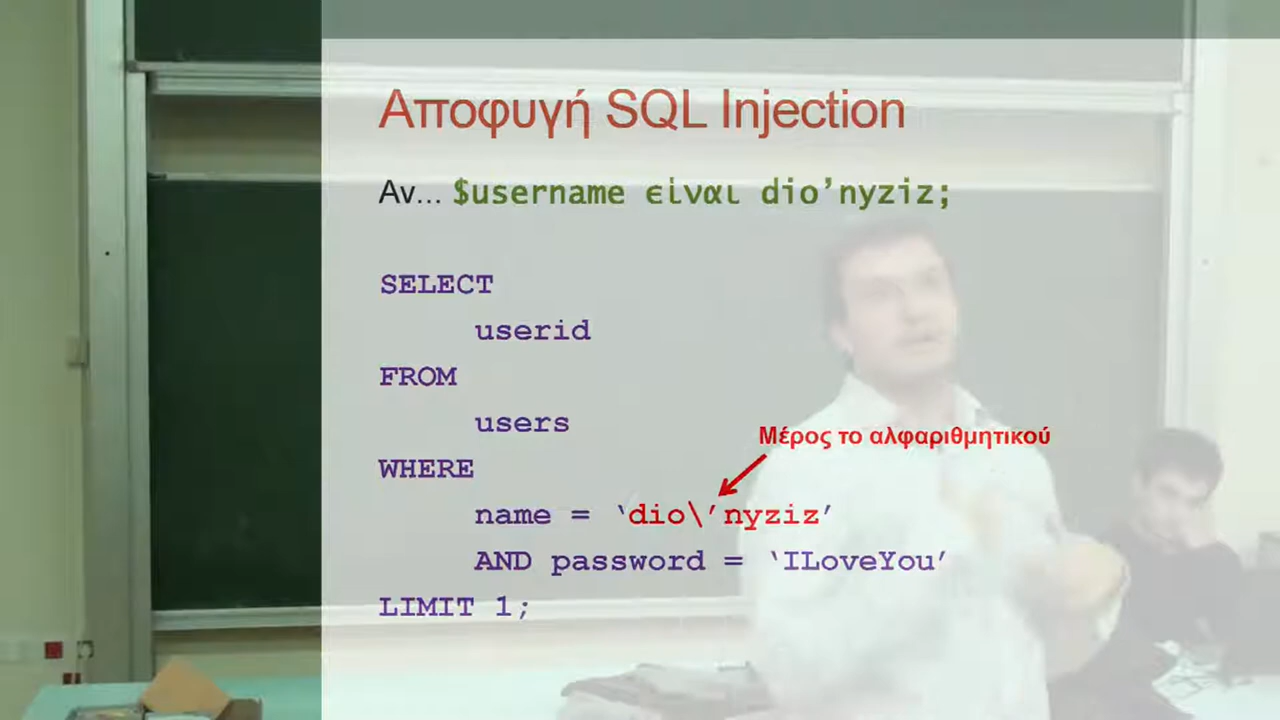 Αποφυγή SQL Injection
Αν... $username είναι dio’nyziz;
SELECT
userid
FROM
users
WHERE
Μέρος το αλφαριθμητικού
name = ‘dio\’nyziz’
AND password = ‘ILoveYou’
LIMIT 1;